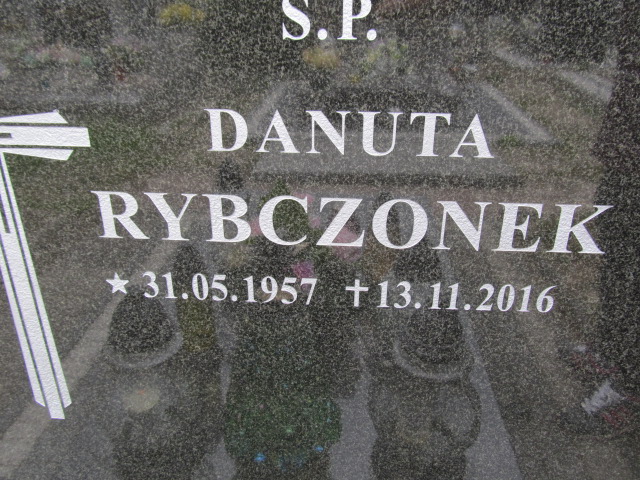 S.P.
DANUTA
RYBCZONEK
★ 31.05.1957 ✝ 13.11.2016